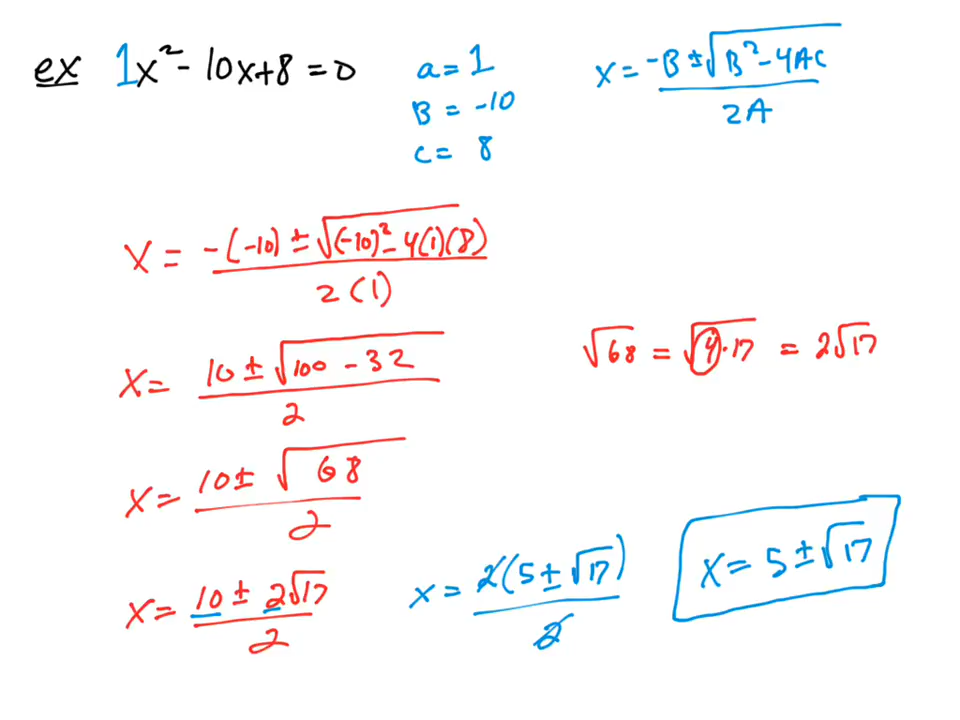 ex 1x² - 10x + 8 = 0
a = 1
B = -10
C = 8
x = (-B ± √(B² - 4AC)) / 2A
x = (-(-10) ± √((-10)² - 4(1)(8))) / 2(1)
x = (10 ± √(100 - 32)) / 2
√68 = √(4·17) = 2√17
x = (10 ± √68) / 2
x = (10 ± 2√17) / 2
x = 2(5 ± √17) / 2
x = 5 ± √17